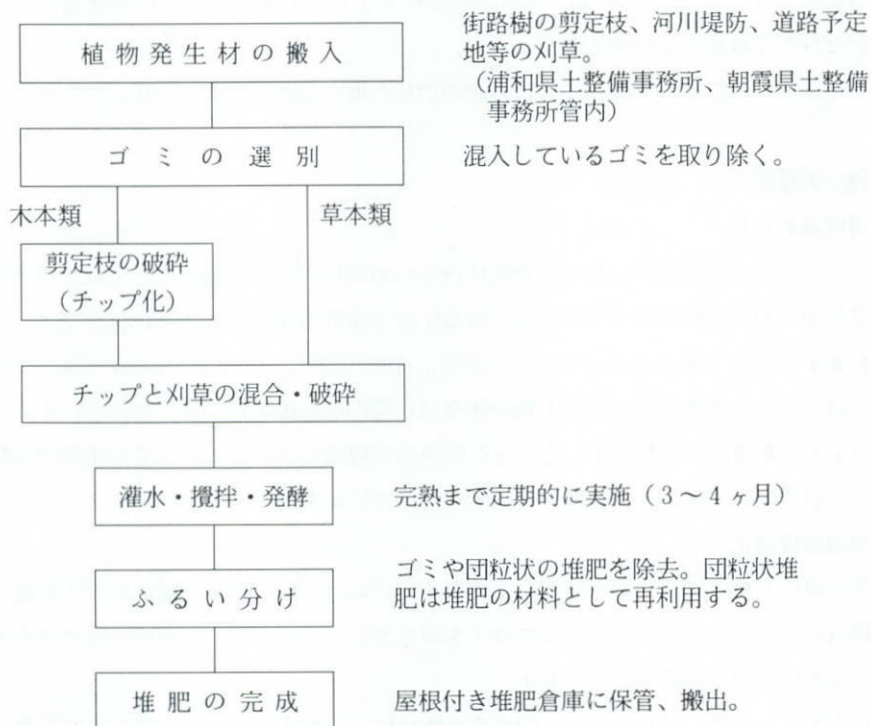 植物発生材の搬入
街路樹の剪定枝、河川堤防、道路予定
地等の刈草。
(浦和県土整備事務所、朝霞県土整備
事務所管内)
ゴミの選別
混入しているゴミを取り除く。
木本類
草本類
剪定枝の破砕
(チップ化)
チップと刈草の混合・破砕
灌水・攪拌・発酵
完熟まで定期的に実施(3~4ヶ月)
ふるい分け
ゴミや団粒状の堆肥を除去。団粒状堆
肥は堆肥の材料として再利用する。
堆肥の完成
屋根付き堆肥倉庫に保管、搬出。